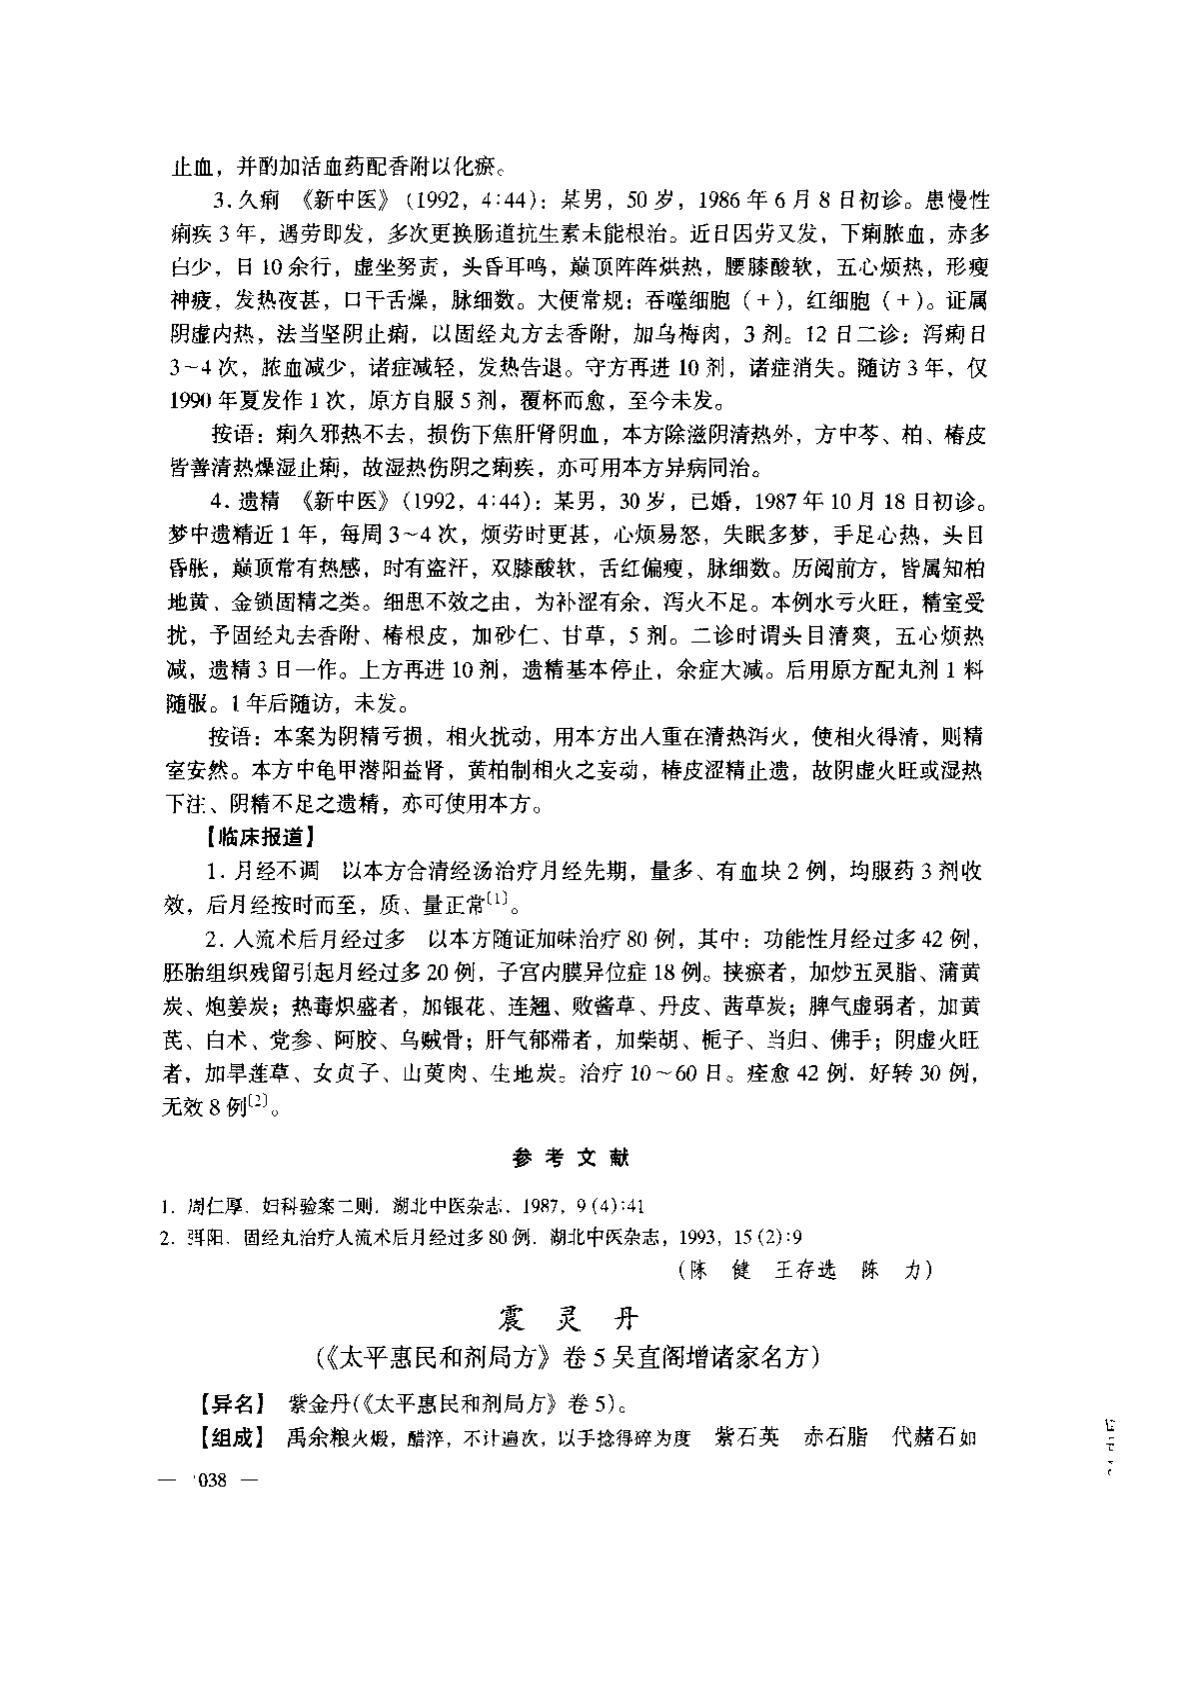 止血，并酌加活血药配香附以化瘀。
3.久痢 《新中医》(1992，4:44)：某男，50岁，1986年6月8日初诊。患慢性
痢疾3年，遇劳即发，多次更换肠道抗生素未能根治。近日因劳又发，下痢脓血，赤多
白少，日10余行，虚坐努责，头昏耳鸣，巅顶阵阵烘热，腰膝酸软，五心烦热，形瘦
神疲，发热夜甚，口干舌燥，脉细数。大便常规：吞噬细胞（+），红细胞（+）。证属
阴虚内热，法当坚阴止痢，以固经丸方去香附，加乌梅肉，3剂。12日二诊：泻痢日
3~4次，脓血减少，诸症减轻，发热告退。守方再进10剂，诸症消失。随访3年，仅
1990年夏发作1次，原方自服5剂，覆杯而愈，至今未发。
按语：痢久邪热不去，损伤下焦肝肾阴血，本方除滋阴清热外，方中芩、柏、椿皮
皆善清热燥湿止痢，故湿热伤阴之痢疾，亦可用本方异病同治。
4.遗精 《新中医》(1992，4:44)：某男，30岁，已婚，1987年10月18日初诊。
梦中遗精近1年，每周3~4次，烦劳时更甚，心烦易怒，失眠多梦，手足心热，头目
昏胀，巅顶常有热感，时有盗汗，双膝酸软，舌红偏瘦，脉细数。历阅前方，皆属知柏
地黄、金锁固精之类。细思不效之由，为补涩有余，泻火不足。本例水亏火旺，精室受
扰，予固经丸去香附、椿根皮，加砂仁、甘草，5剂。二诊时谓头目清爽，五心烦热
减，遗精3日一作。上方再进10剂，遗精基本停止，余症大减。后用原方配丸剂1料
随服。1年后随访，未发。
按语：本案为阴精亏损，相火扰动，用本方出人重在清热泻火，使相火得清，则精
室安然。本方中龟甲潜阳益肾，黄柏制相火之妄动，椿皮涩精止遗，故阴虚火旺或湿热
下注、阴精不足之遗精，亦可使用本方。
【临床报道】
1.月经不调 以本方合清经汤治疗月经先期，量多、有血块2例，均服药3剂收
效，后月经按时而至，质、量正常〔1〕。
2.人流术后月经过多 以本方随证加味治疗80例，其中：功能性月经过多42例，
胚胎组织残留引起月经过多20例，子宫内膜异位症18例。挟瘀者，加炒五灵脂、蒲黄
炭、炮姜炭；热毒炽盛者，加银花、连翘、败酱草、丹皮、茜草炭；脾气虚弱者，加黄
芪、白术、党参、阿胶、乌贼骨；肝气郁滞者，加柴胡、栀子、当归、佛手；阴虚火旺
者，加旱莲草、女贞子、山萸肉、生地炭。治疗10~60日。痊愈42例．好转30例，
无效8例〔2〕。
参考文献
1. 周仁厚．妇科验案二则．湖北中医杂志．1987，9(4):41
2. 弭阳．固经丸治疗人流术后月经过多80例．湖北中医杂志，1993，15(2):9
(陈 健 王存选 陈 力)
震灵丹
(《太平惠民和剂局方》卷5吴直阁增诸家名方)
【异名】 紫金丹(《太平惠民和剂局方》卷5)。
【组成】 禹余粮火煅，醋淬，不计遍次，以手捻得碎为度 紫石英 赤石脂 代赭石如
— 038 —